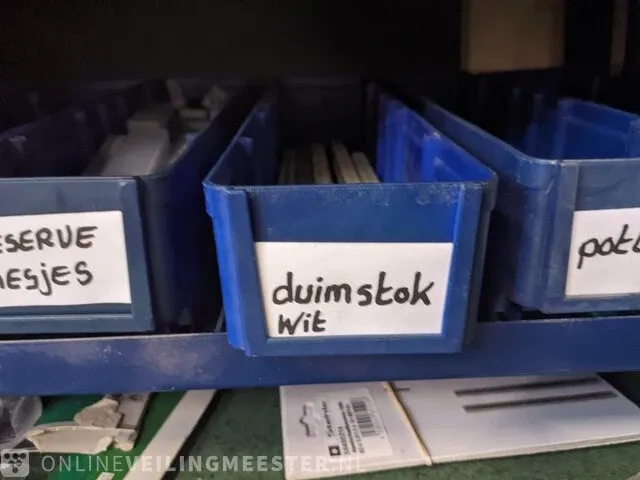 ESERVE
ESJES
duimstok
Wit
pot
ONLINEVEILINGMEESTER.NL